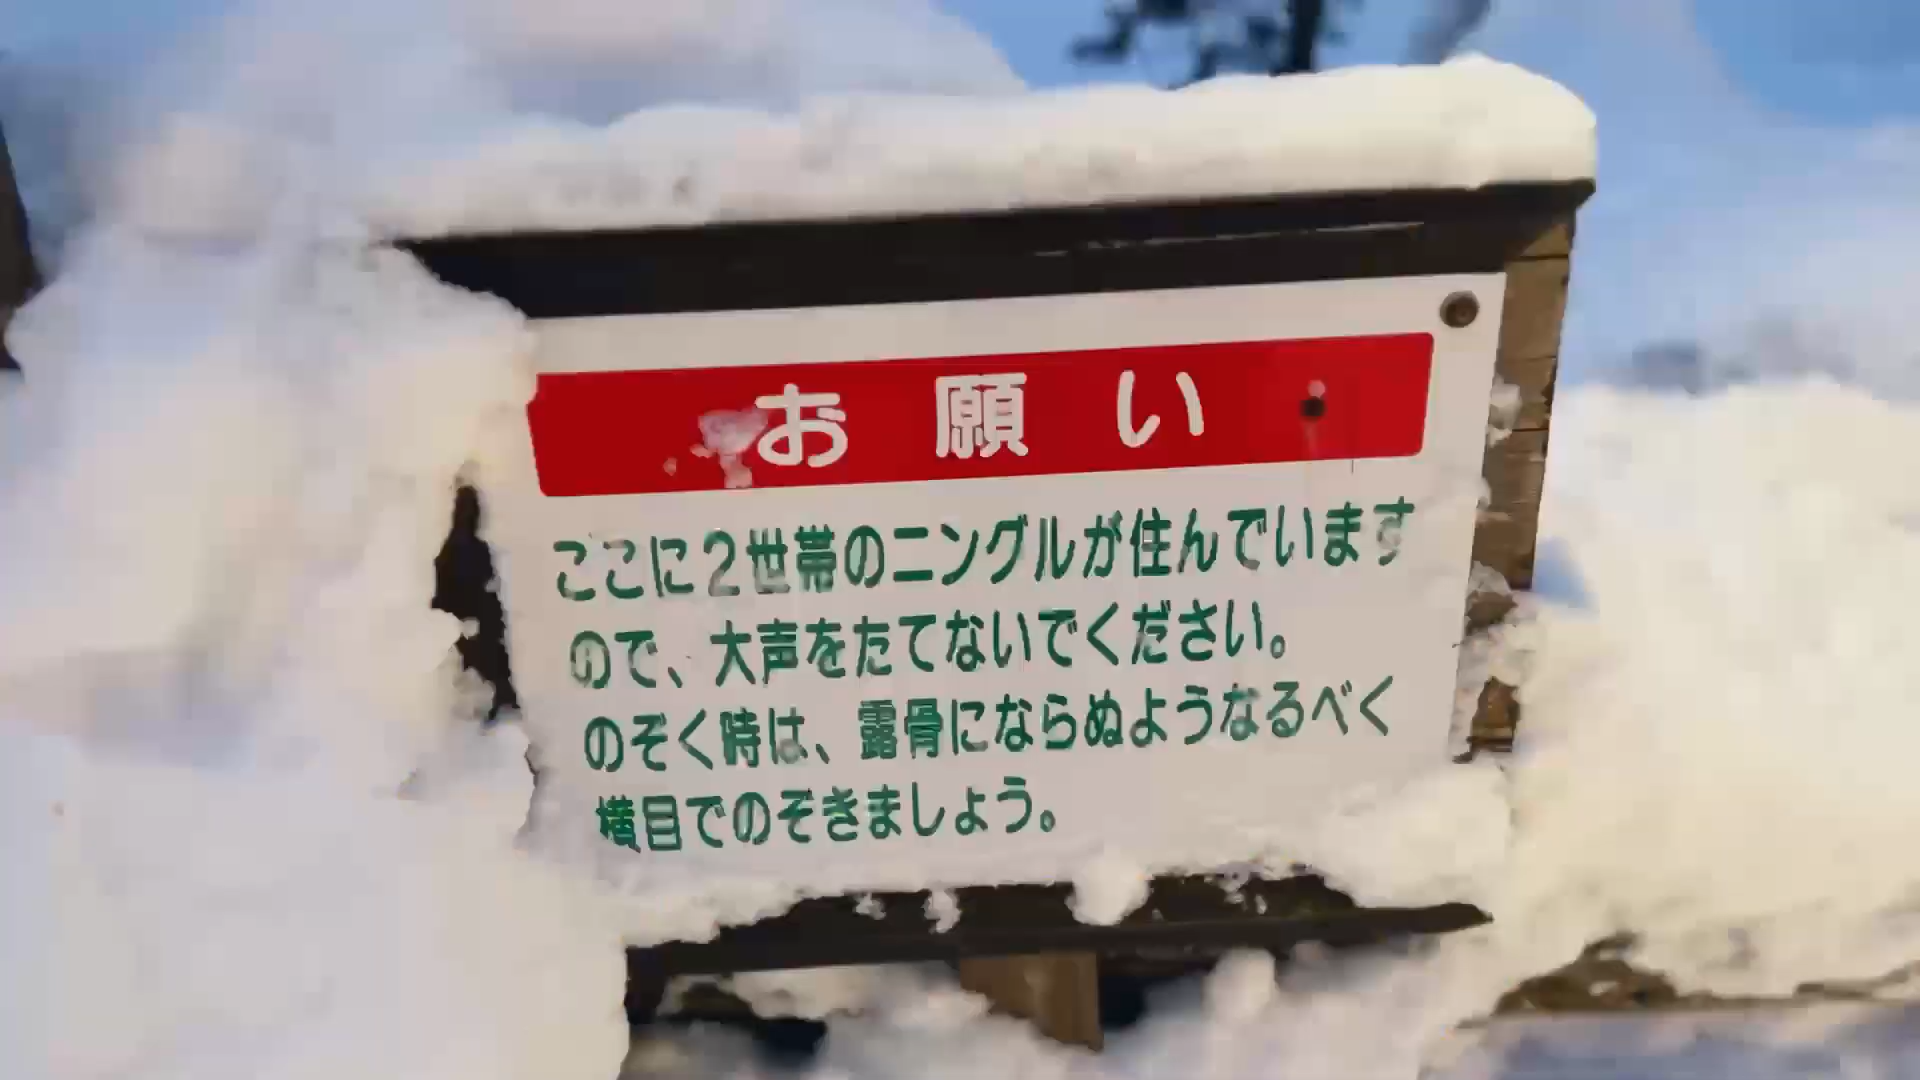 お願い
ここに2世帯のニングルが住んでいます
ので、大声をたてないでください。
のぞく時は、露骨にならぬようなるべく
横目でのぞきましょう。